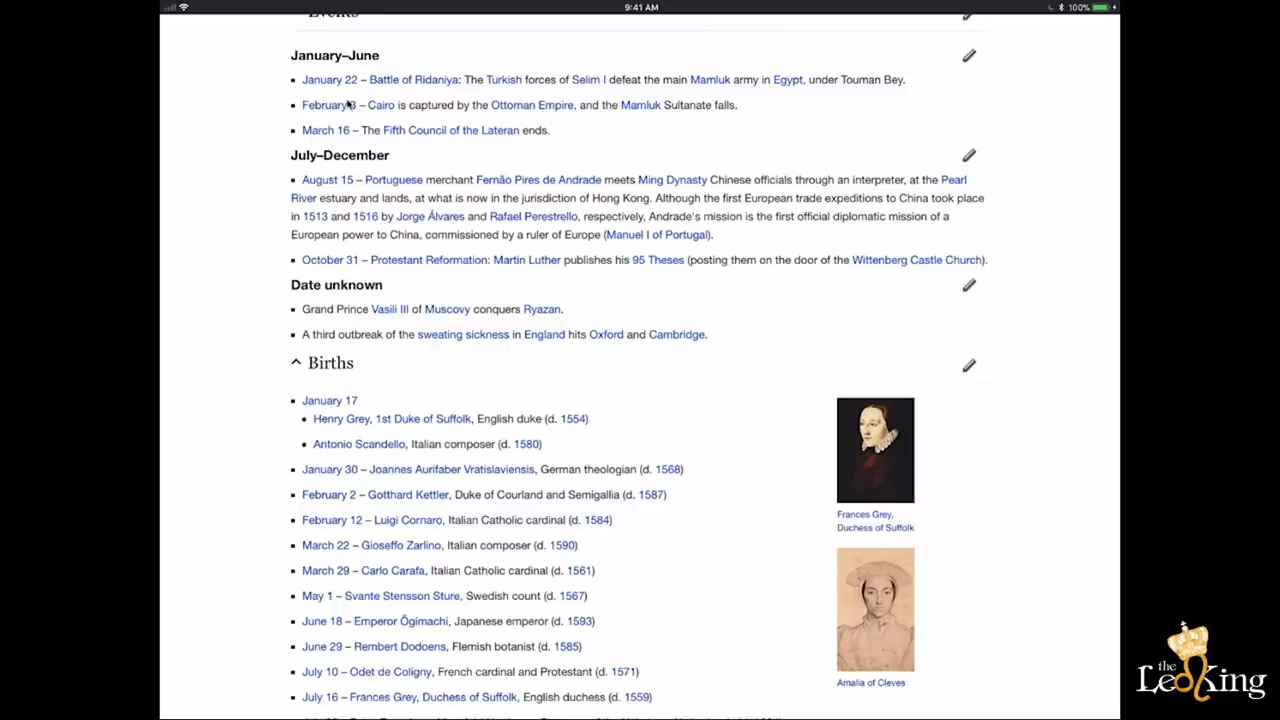 9:41 AM
100%
Events
January–June
January 22 – Battle of Ridaniya: The Turkish forces of Selim I defeat the main Mamluk army in Egypt, under Touman Bey.
February 3 – Cairo is captured by the Ottoman Empire, and the Mamluk Sultanate falls.
March 16 – The Fifth Council of the Lateran ends.
July–December
August 15 – Portuguese merchant Fernão Pires de Andrade meets Ming Dynasty Chinese officials through an interpreter, at the Pearl
River estuary and lands, at what is now in the jurisdiction of Hong Kong. Although the first European trade expeditions to China took place
in 1513 and 1516 by Jorge Álvares and Rafael Perestrello, respectively, Andrade's mission is the first official diplomatic mission of a
European power to China, commissioned by a ruler of Europe (Manuel I of Portugal).
October 31 – Protestant Reformation: Martin Luther publishes his 95 Theses (posting them on the door of the Wittenberg Castle Church).
Date unknown
Grand Prince Vasili III of Muscovy conquers Ryazan.
A third outbreak of the sweating sickness in England hits Oxford and Cambridge.
Births
January 17
Henry Grey, 1st Duke of Suffolk, English duke (d. 1554)
Antonio Scandello, Italian composer (d. 1580)
January 30 – Joannes Aurifaber Vratislaviensis, German theologian (d. 1568)
February 2 – Gotthard Kettler, Duke of Courland and Semigallia (d. 1587)
February 12 – Luigi Cornaro, Italian Catholic cardinal (d. 1584)
March 22 – Gioseffo Zarlino, Italian composer (d. 1590)
March 29 – Carlo Carafa, Italian Catholic cardinal (d. 1561)
May 1 – Svante Stensson Sture, Swedish count (d. 1567)
June 18 – Emperor Ōgimachi, Japanese emperor (d. 1593)
June 29 – Rembert Dodoens, Flemish botanist (d. 1585)
July 10 – Odet de Coligny, French cardinal and Protestant (d. 1571)
July 16 – Frances Grey, Duchess of Suffolk, English duchess (d. 1559)
Frances Grey,
Duchess of Suffolk
Amalia of Cleves
the
Leo King